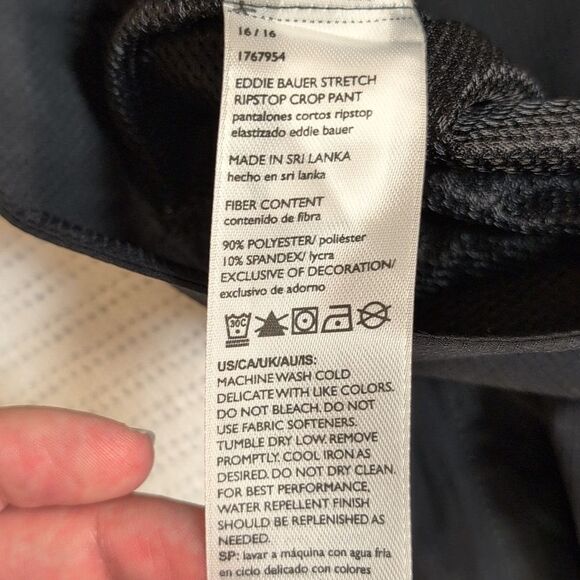 16 / 16
1767954
EDDIE BAUER STRETCH
RIPSTOP CROP PANT
pantalones cortos ripstop
elastizado eddie bauer
MADE IN SRI LANKA
hecho en sri lanka
FIBER CONTENT
contenido de fibra
90% POLYESTER/ poliéster
10% SPANDEX/ lycra
EXCLUSIVE OF DECORATION/
exclusivo de adorno
30C
US/CA/UK/AU/IS:
MACHINE WASH COLD
DELICATE WITH LIKE COLORS.
DO NOT BLEACH. DO NOT
USE FABRIC SOFTENERS.
TUMBLE DRY LOW. REMOVE
PROMPTLY. COOL IRON AS
DESIRED. DO NOT DRY CLEAN.
FOR BEST PERFORMANCE,
WATER REPELLENT FINISH
SHOULD BE REPLENISHED AS
NEEDED.
SP: lavar a máquina con agua fría
en ciclo delicado con colores